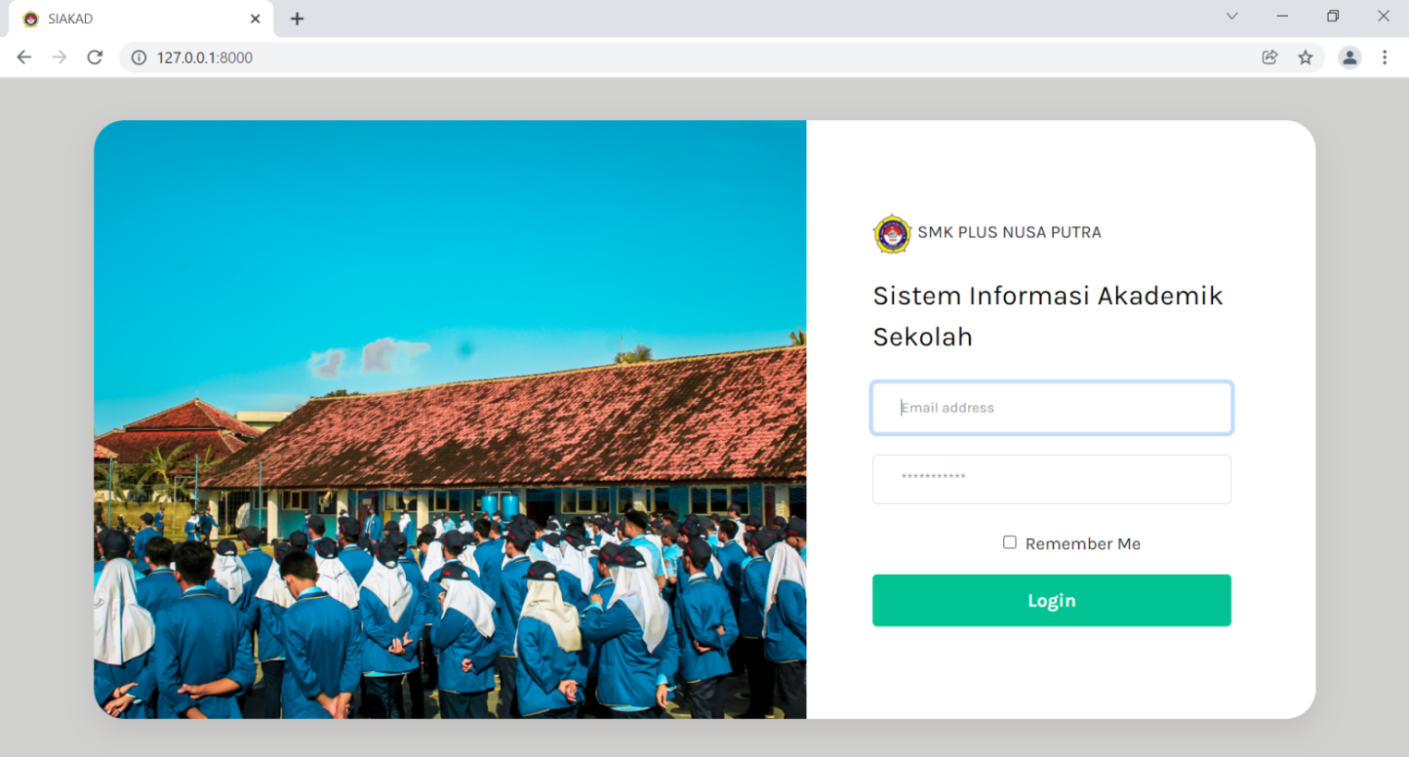 SIAKAD
127.0.0.1:8000
SMK PLUS NUSA PUTRA
Sistem Informasi Akademik
Sekolah
Email address
***********
Remember Me
Login